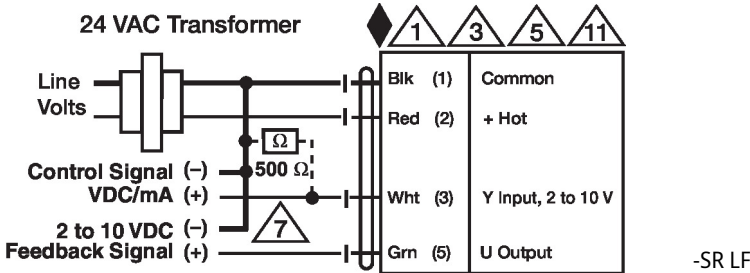 24 VAC Transformer
1 3 5 11
Line
Volts
Blk (1) Common
Red (2) + Hot
Ω
500 Ω
Control Signal (–)
VDC/mA (+)
Wht (3) Y Input, 2 to 10 V
7
2 to 10 VDC (–)
Feedback Signal (+)
Grn (5) U Output
-SR LF